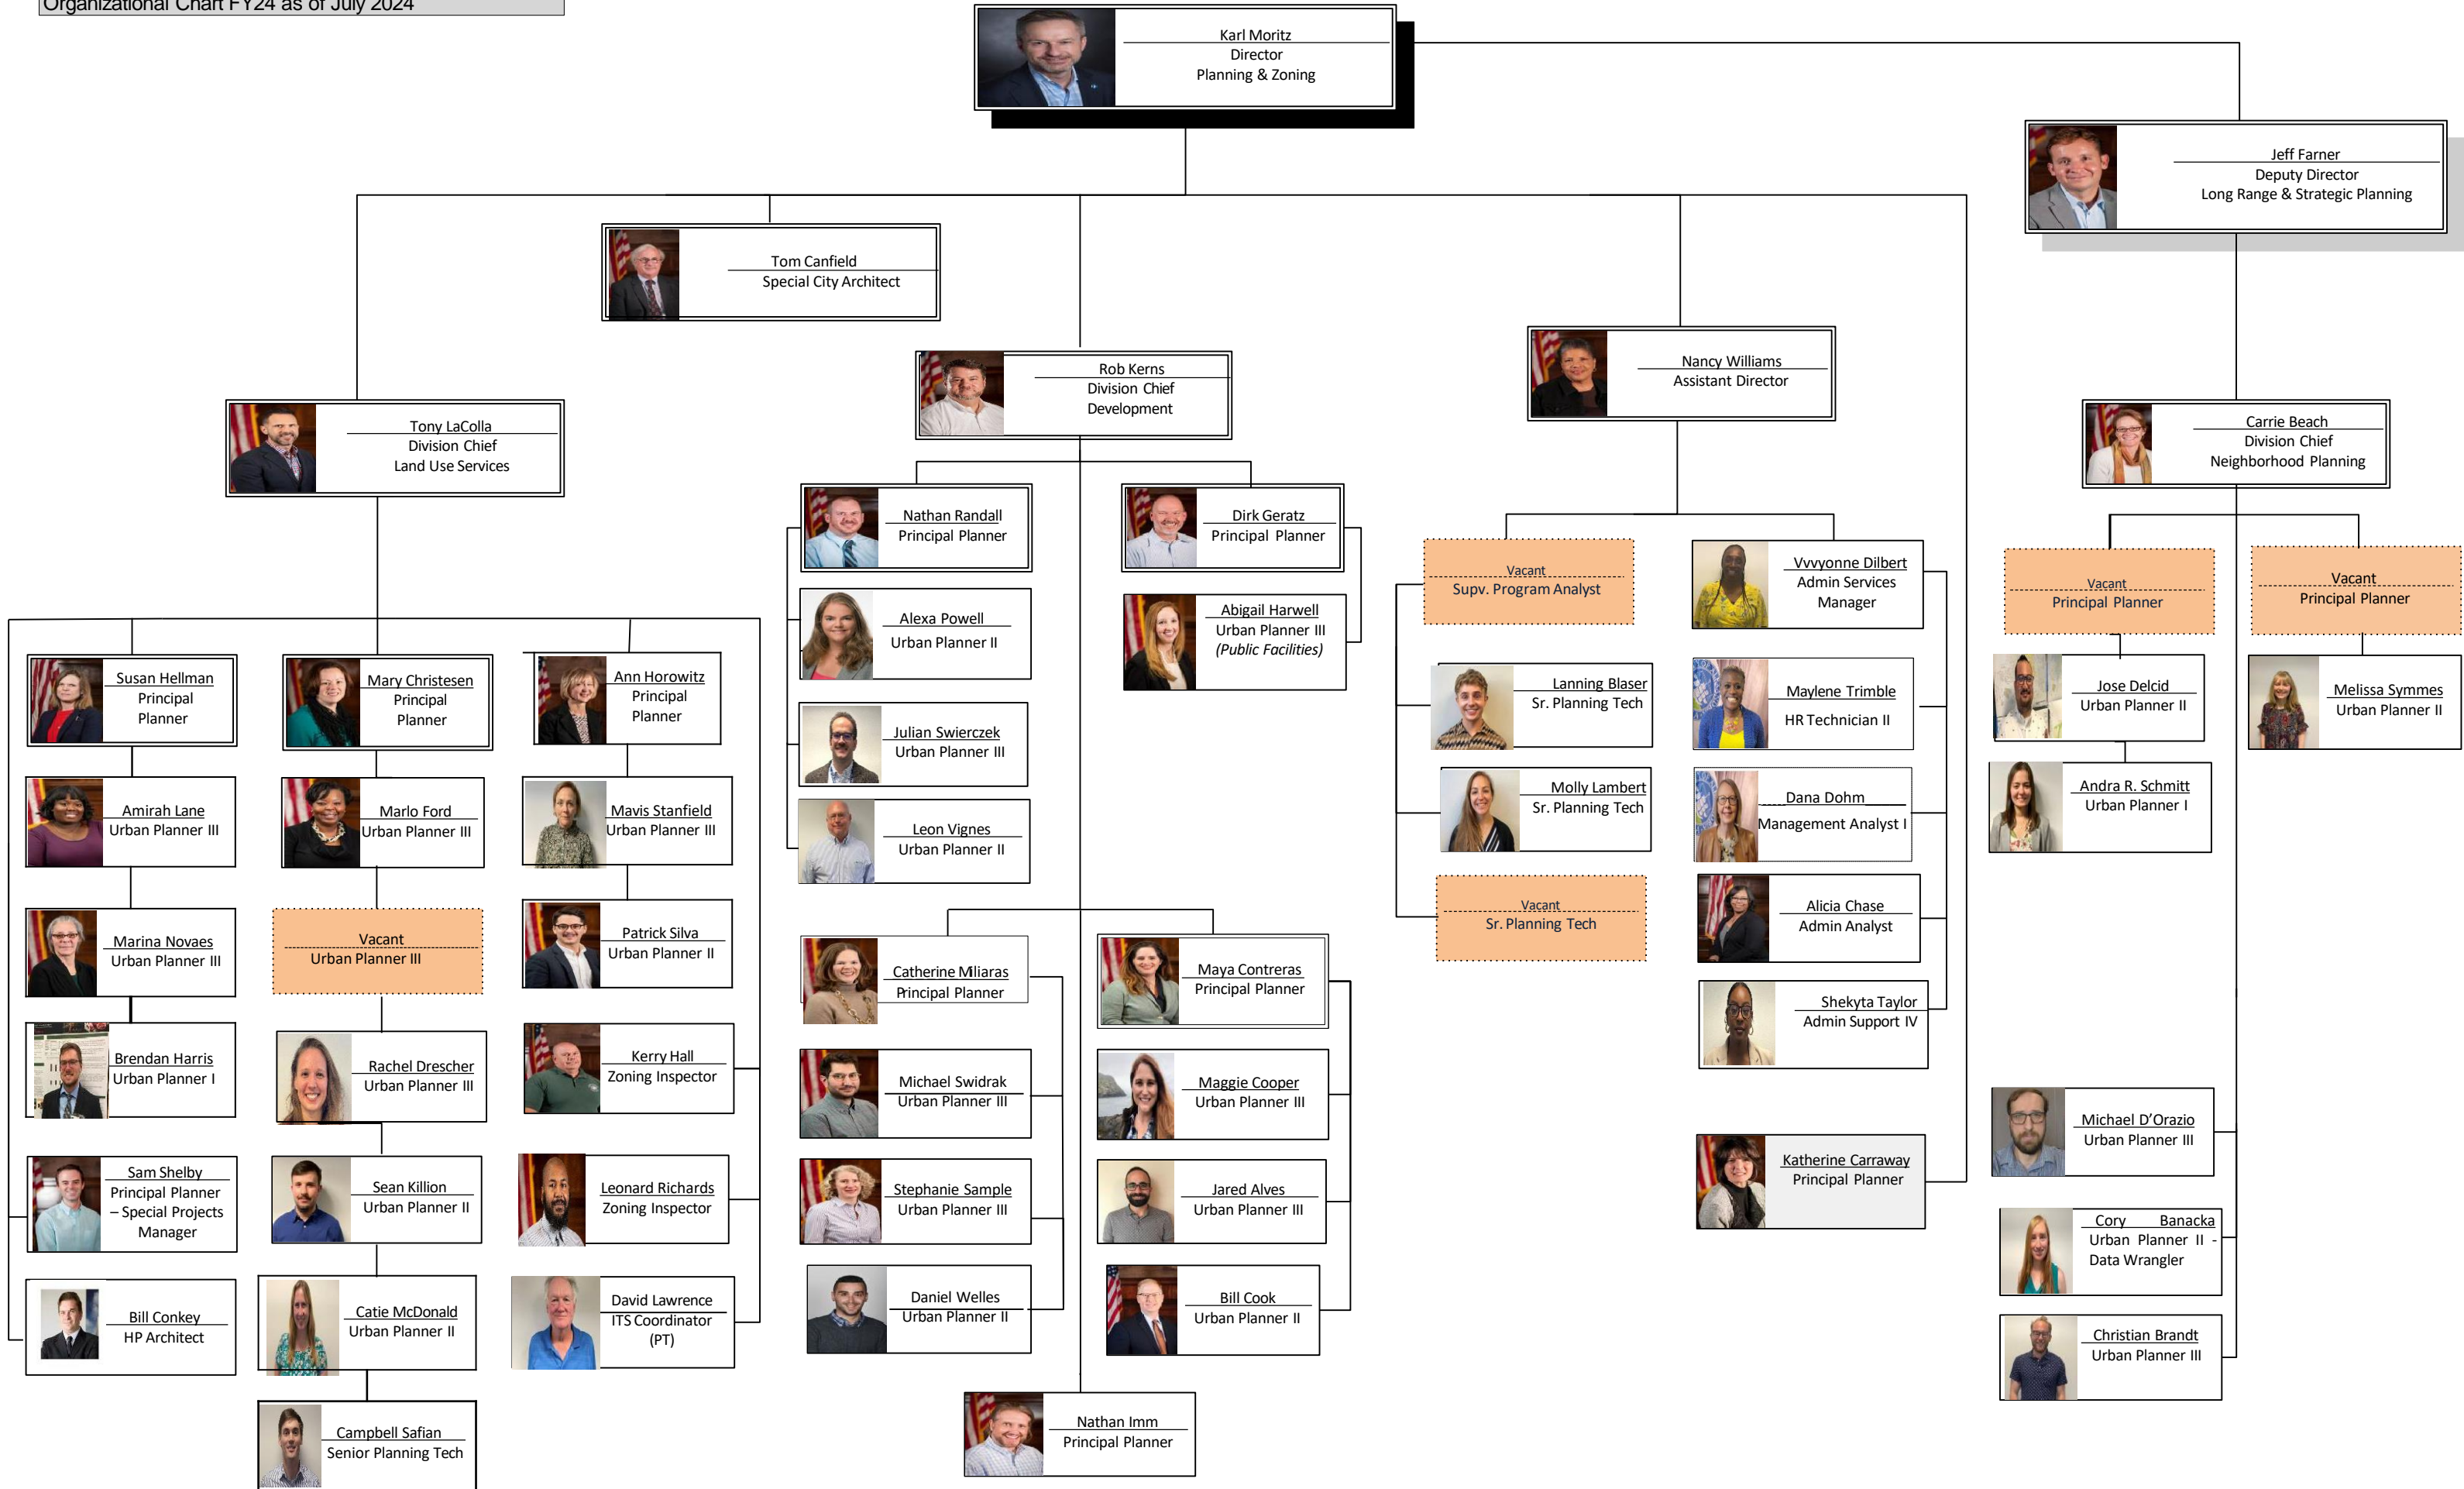 Organizational Chart FY24 as of July 2024
Karl Moritz
Director
Planning & Zoning
Jeff Farner
Deputy Director
Long Range & Strategic Planning
Tom Canfield
Special City Architect
Rob Kerns
Division Chief
Development
Nancy Williams
Assistant Director
Tony LaColla
Division Chief
Land Use Services
Carrie Beach
Division Chief
Neighborhood Planning
Susan Hellman
Principal
Planner
Amirah Lane
Urban Planner III
Marina Novaes
Urban Planner III
Brendan Harris
Urban Planner I
Sam Shelby
Principal Planner
– Special Projects
Manager
Bill Conkey
HP Architect
Mary Christesen
Principal
Planner
Marlo Ford
Urban Planner III
Vacant
Urban Planner III
Rachel Drescher
Urban Planner III
Sean Killion
Urban Planner II
Catie McDonald
Urban Planner II
Campbell Safian
Senior Planning Tech
Ann Horowitz
Principal
Planner
Mavis Stanfield
Urban Planner III
Patrick Silva
Urban Planner II
Kerry Hall
Zoning Inspector
Leonard Richards
Zoning Inspector
David Lawrence
ITS Coordinator
(PT)
Nathan Randall
Principal Planner
Alexa Powell
Urban Planner II
Julian Swierczek
Urban Planner III
Leon Vignes
Urban Planner II
Dirk Geratz
Principal Planner
Abigail Harwell
Urban Planner III
(Public Facilities)
Catherine Miliaras
Principal Planner
Michael Swidrak
Urban Planner III
Stephanie Sample
Urban Planner III
Daniel Welles
Urban Planner II
Maya Contreras
Principal Planner
Maggie Cooper
Urban Planner III
Jared Alves
Urban Planner III
Bill Cook
Urban Planner II
Nathan Imm
Principal Planner
Vacant
Supv. Program Analyst
Lanning Blaser
Sr. Planning Tech
Molly Lambert
Sr. Planning Tech
Vacant
Sr. Planning Tech
Vvvyonne Dilbert
Admin Services
Manager
Maylene Trimble
HR Technician II
Dana Dohm
Management Analyst I
Alicia Chase
Admin Analyst
Shekyta Taylor
Admin Support IV
Katherine Carraway
Principal Planner
Vacant
Principal Planner
Jose Delcid
Urban Planner II
Andra R. Schmitt
Urban Planner I
Vacant
Principal Planner
Melissa Symmes
Urban Planner II
Michael D’Orazio
Urban Planner III
Cory Banacka
Urban Planner II -
Data Wrangler
Christian Brandt
Urban Planner III